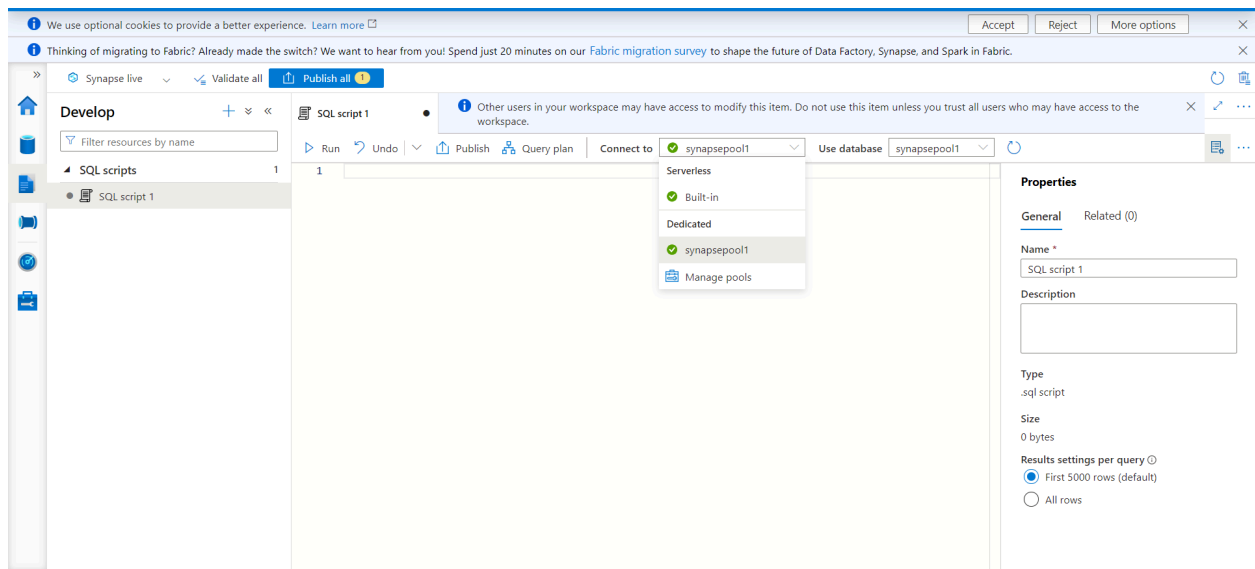 We use optional cookies to provide a better experience. Learn more
Accept
Reject
More options
Thinking of migrating to Fabric? Already made the switch? We want to hear from you! Spend just 20 minutes on our Fabric migration survey to shape the future of Data Factory, Synapse, and Spark in Fabric.
Synapse live
Validate all
Publish all 1
Develop
Filter resources by name
SQL scripts 1
SQL script 1
SQL script 1
Other users in your workspace may have access to modify this item. Do not use this item unless you trust all users who may have access to the
workspace.
Run
Undo
Publish
Query plan
Connect to
synapsepool1
Use database
synapsepool1
1
Serverless
Built-in
Dedicated
synapsepool1
Manage pools
Properties
General
Related (0)
Name *
SQL script 1
Description
Type
.sql script
Size
0 bytes
Results settings per query
First 5000 rows (default)
All rows